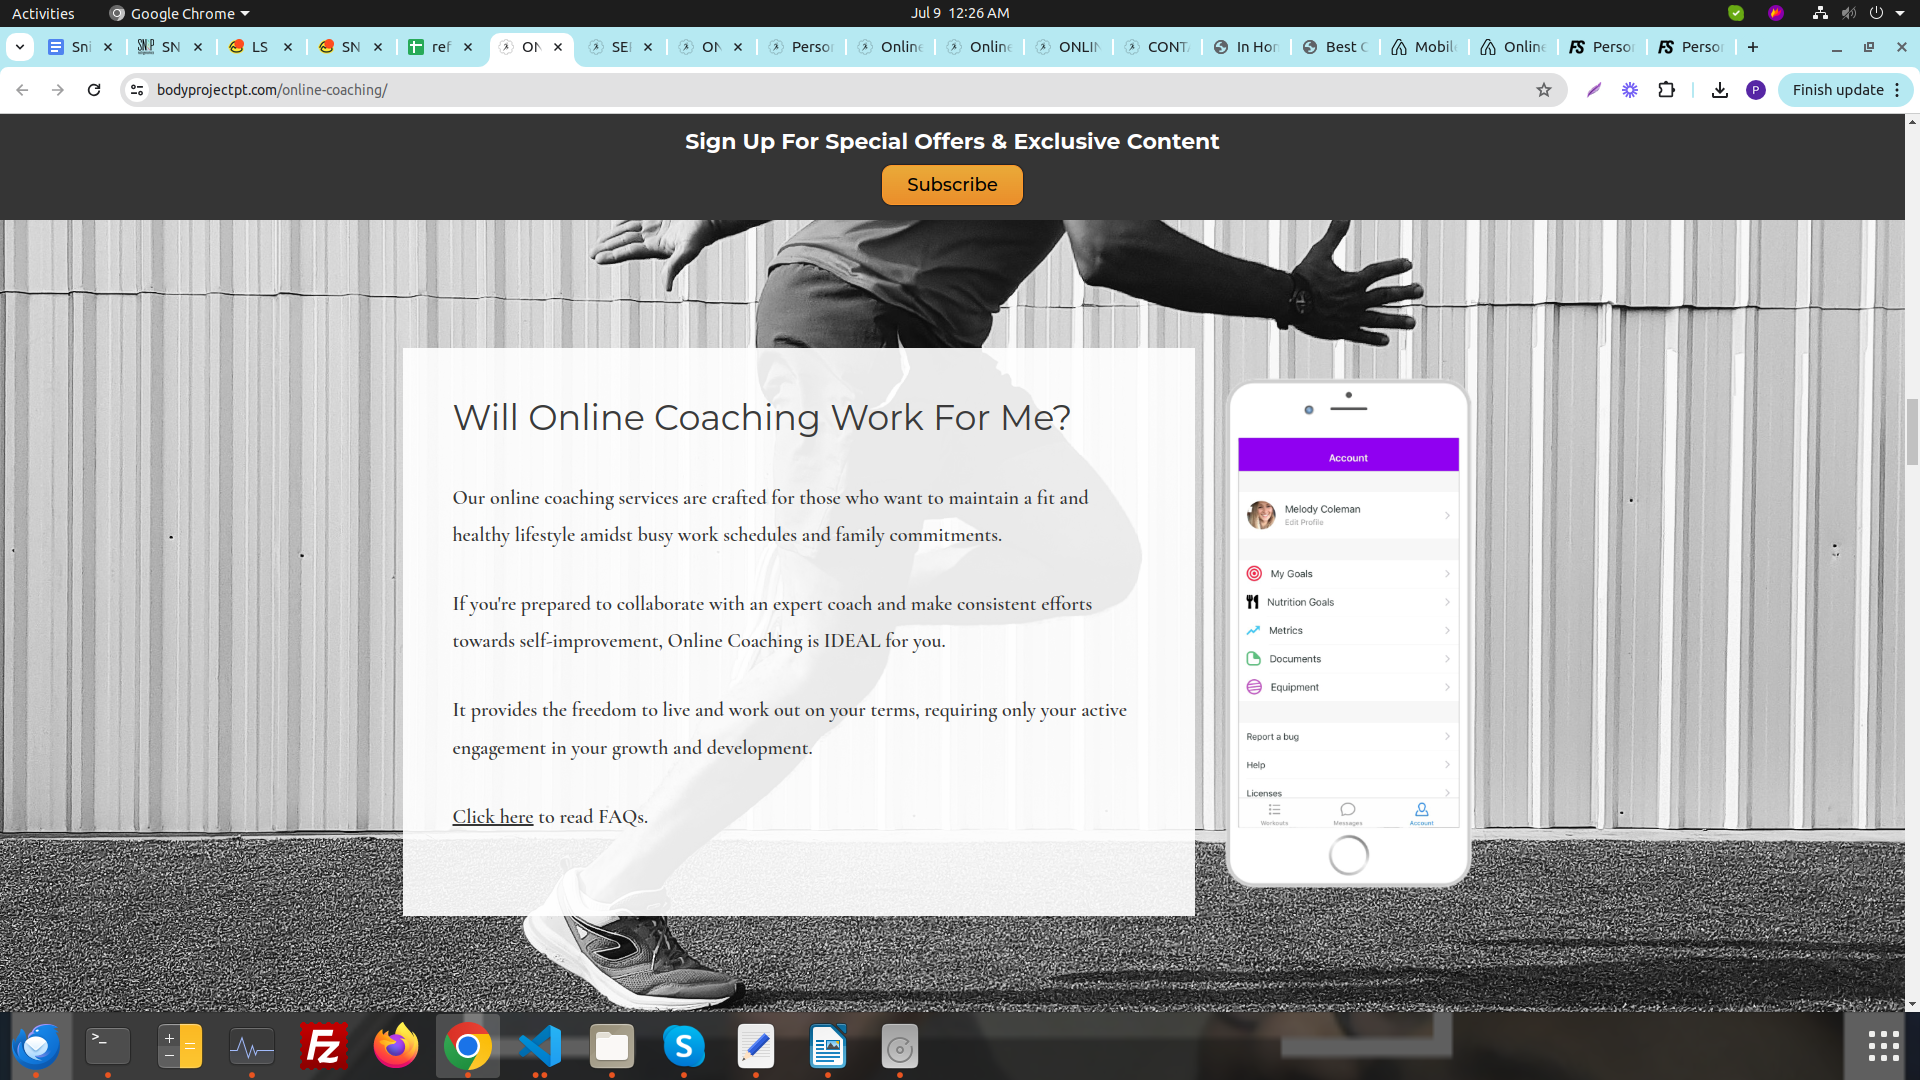 Activities
Google Chrome
Jul 9 12:26 AM
Sni
SN
LS
SN
ref
ON
SEI
ON
Person
Online
Online
ONLIN
CONTA
In Hom
Best C
Mobile
Online
Person
Person
bodyprojectpt.com/online-coaching/
P
Finish update
Sign Up For Special Offers & Exclusive Content
Subscribe
Will Online Coaching Work For Me?
Our online coaching services are crafted for those who want to maintain a fit and
healthy lifestyle amidst busy work schedules and family commitments.
If you're prepared to collaborate with an expert coach and make consistent efforts
towards self-improvement, Online Coaching is IDEAL for you.
It provides the freedom to live and work out on your terms, requiring only your active
engagement in your growth and development.
Click here to read FAQs.
Account
Melody Coleman
Edit Profile
My Goals
Nutrition Goals
Metrics
Documents
Equipment
Report a bug
Help
Licenses
Workouts
Messages
Account